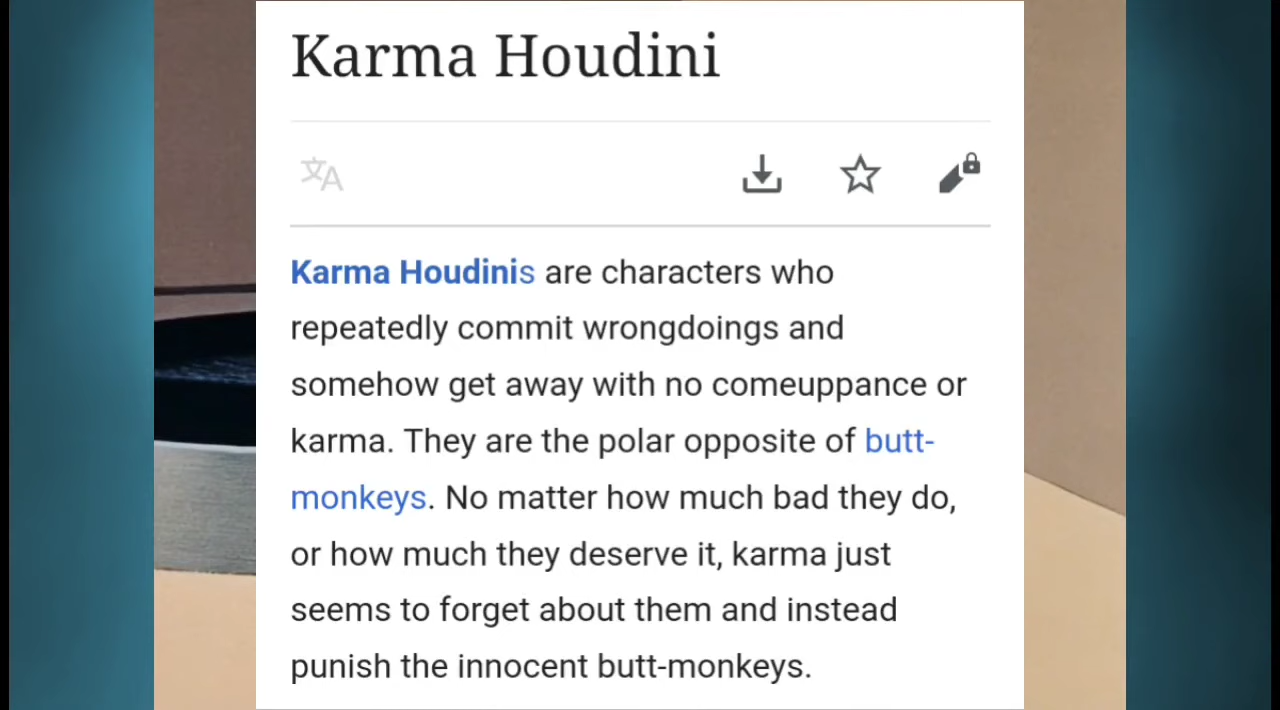 Karma Houdini
Karma Houdinis are characters who
repeatedly commit wrongdoings and
somehow get away with no comeuppance or
karma. They are the polar opposite of butt-
monkeys. No matter how much bad they do,
or how much they deserve it, karma just
seems to forget about them and instead
punish the innocent butt-monkeys.